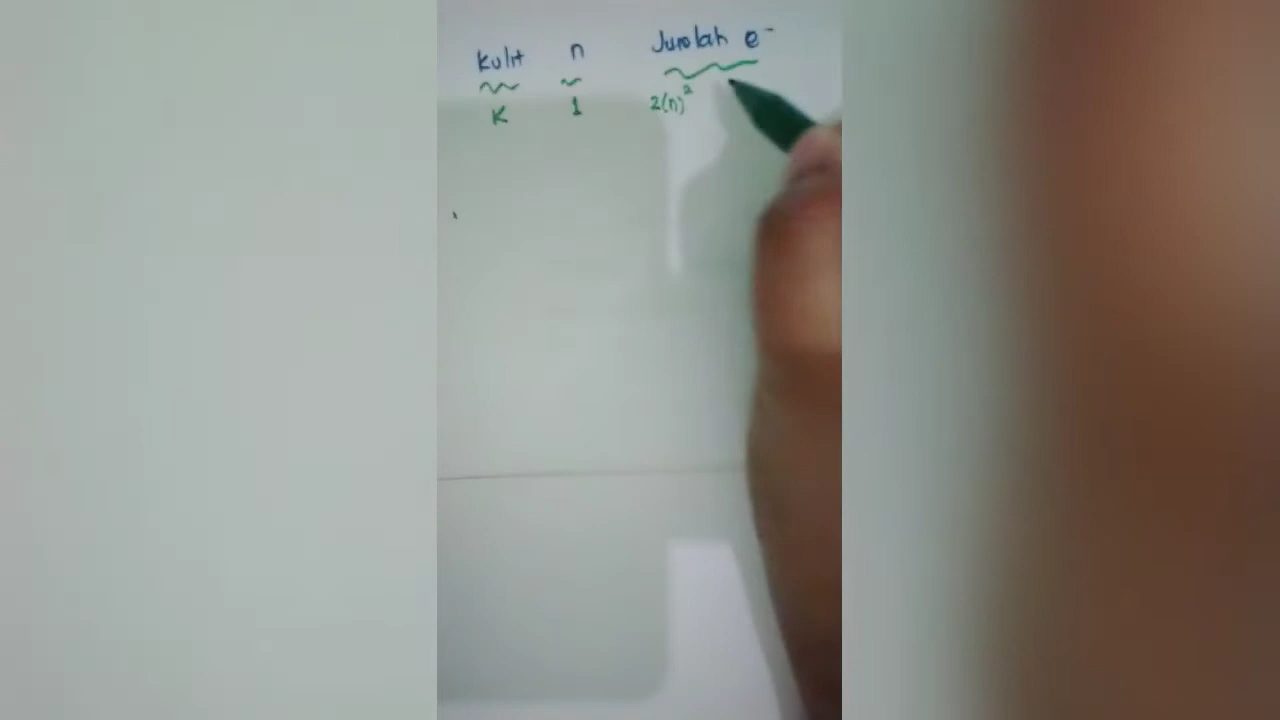 Kulit n Jumlah e⁻
K 1 2(n)²